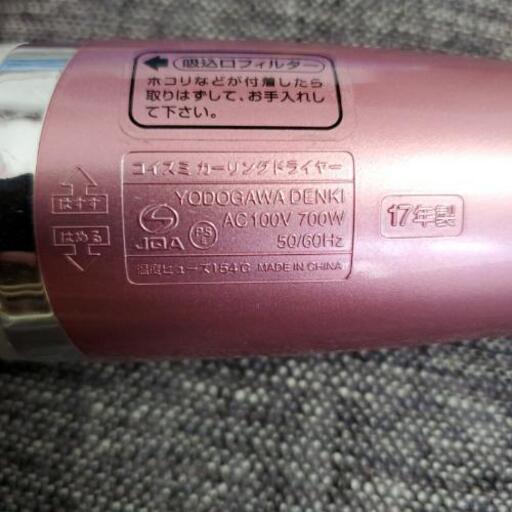 吸込口フィルター
ホコリなどが付着したら
取りはずして、お手入れし
て下さい。
コイズミ カーリングドライヤー
YODOGAWA DENKI
AC100V 700W
50/60Hz
JQA
PS
E
温度ヒューズ154℃ MADE IN CHINA
はずす
はめる
17年製